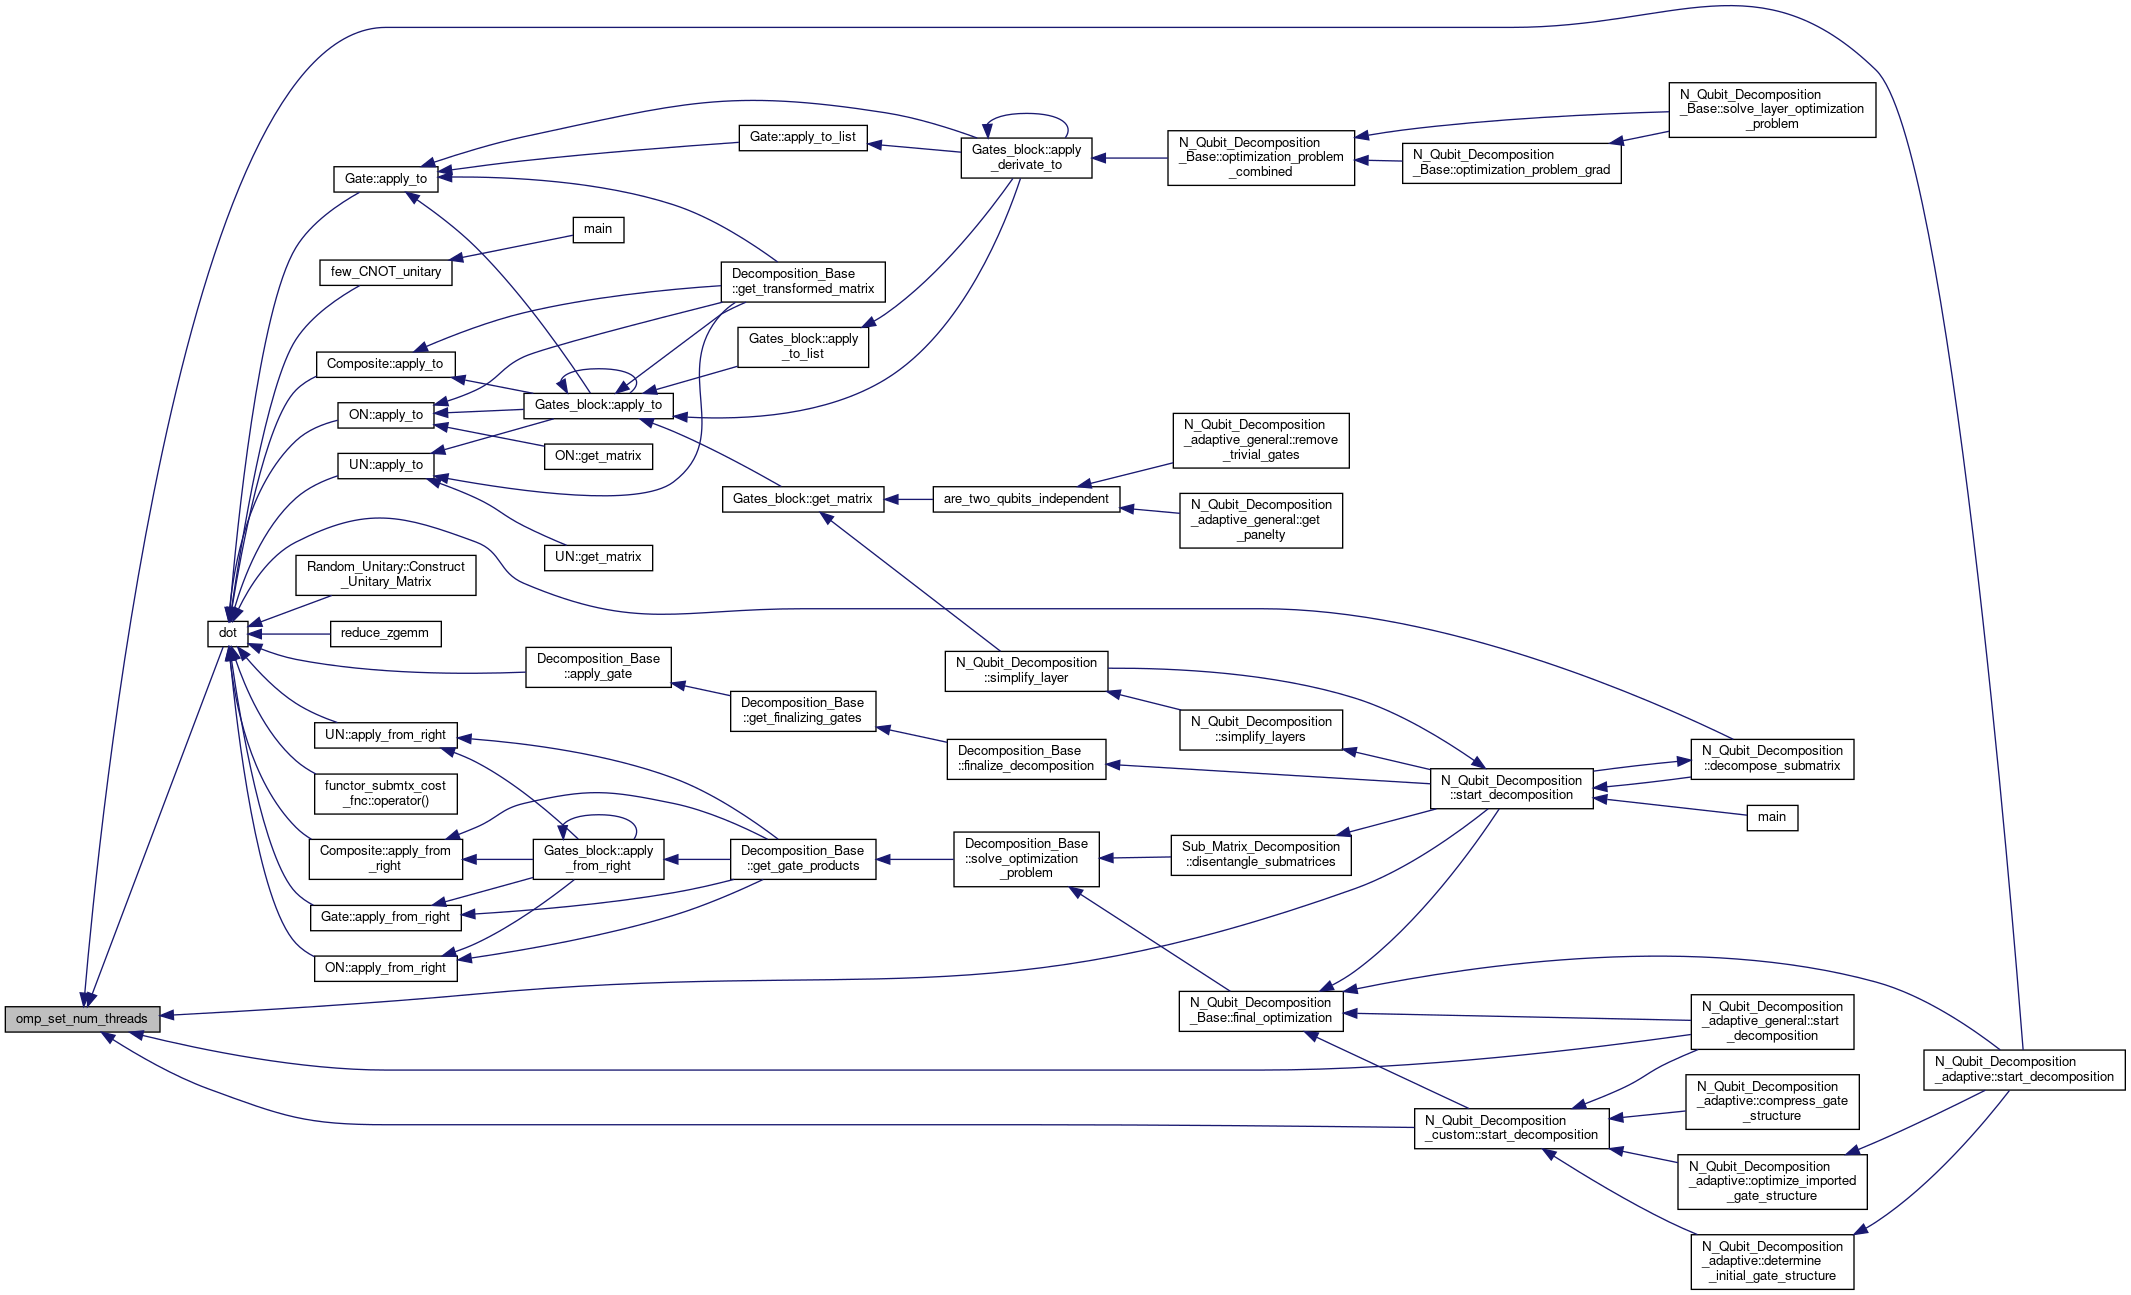 N_Qubit_Decomposition
_Base::solve_layer_optimization
_problem
Gate::apply_to_list
Gates_block::apply
_derivate_to
N_Qubit_Decomposition
_Base::optimization_problem
_combined
N_Qubit_Decomposition
_Base::optimization_problem_grad
Gate::apply_to
main
few_CNOT_unitary
Decomposition_Base
::get_transformed_matrix
Gates_block::apply
_to_list
Composite::apply_to
ON::apply_to
Gates_block::apply_to
UN::apply_to
ON::get_matrix
N_Qubit_Decomposition
_adaptive_general::remove
_trivial_gates
Gates_block::get_matrix
are_two_qubits_independent
N_Qubit_Decomposition
_adaptive_general::get
_panelty
UN::get_matrix
Random_Unitary::Construct
_Unitary_Matrix
dot
reduce_zgemm
Decomposition_Base
::apply_gate
N_Qubit_Decomposition
::simplify_layer
Decomposition_Base
::get_finalizing_gates
N_Qubit_Decomposition
::simplify_layers
UN::apply_from_right
Decomposition_Base
::finalize_decomposition
N_Qubit_Decomposition
::decompose_submatrix
functor_submtx_cost
_fnc::operator()
N_Qubit_Decomposition
::start_decomposition
main
Composite::apply_from
_right
Gates_block::apply
_from_right
Decomposition_Base
::get_gate_products
Decomposition_Base
::solve_optimization
_problem
Sub_Matrix_Decomposition
::disentangle_submatrices
Gate::apply_from_right
ON::apply_from_right
omp_set_num_threads
N_Qubit_Decomposition
_Base::final_optimization
N_Qubit_Decomposition
_adaptive_general::start
_decomposition
N_Qubit_Decomposition
_adaptive::start_decomposition
N_Qubit_Decomposition
_adaptive::compress_gate
_structure
N_Qubit_Decomposition
_custom::start_decomposition
N_Qubit_Decomposition
_adaptive::optimize_imported
_gate_structure
N_Qubit_Decomposition
_adaptive::determine
_initial_gate_structure